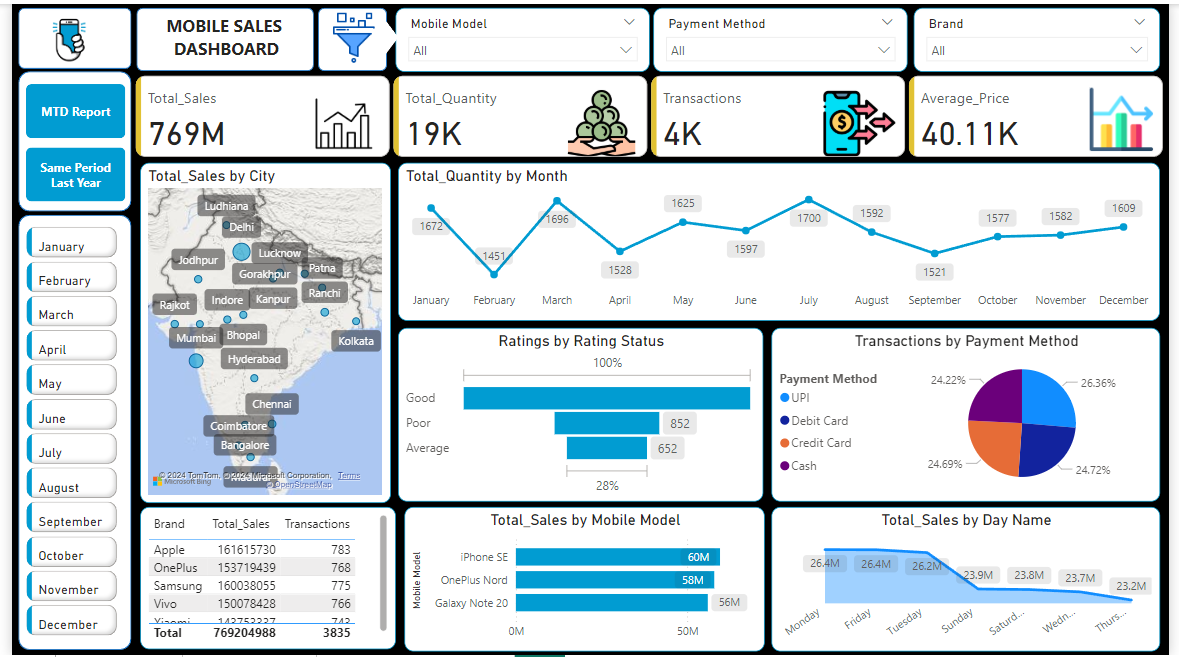 MOBILE SALES
DASHBOARD
Mobile Model
All
Payment Method
All
Brand
All
MTD Report
Same Period
Last Year
Total_Sales
769M
Total_Quantity
19K
Transactions
4K
Average_Price
40.11K
January
February
March
April
May
June
July
August
September
October
November
December
Total_Sales by City
Ludhiana
Delhi
Jodhpur
Lucknow
Gorakhpur
Patna
Rajkot
Indore
Kanpur
Ranchi
Mumbai
Bhopal
Kolkata
Hyderabad
Chennai
Coimbatore
Bangalore
© 2024 TomTom, © 2024 Microsoft Corporation, Terms
Microsoft Bing
© OpenStreetMap
Total_Quantity by Month
1672
1451
1696
1528
1625
1597
1700
1592
1521
1577
1582
1609
January February March April May June July August September October November December
Ratings by Rating Status
100%
Good
Poor 852
Average 652
28%
Transactions by Payment Method
Payment Method
UPI
Debit Card
Credit Card
Cash
24.22%
26.36%
24.69%
24.72%
Brand Total_Sales Transactions
Apple 161615730 783
OnePlus 153719439 768
Samsung 160038055 775
Vivo 150078428 766
Total 769204988 3835
Total_Sales by Mobile Model
Mobile Model
iPhone SE 60M
OnePlus Nord 58M
Galaxy Note 20 56M
0M 50M
Total_Sales by Day Name
26.4M
26.4M
26.2M
23.9M
23.8M
23.7M
23.2M
Monday Friday Tuesday Sunday Saturd... Wedn... Thurs...